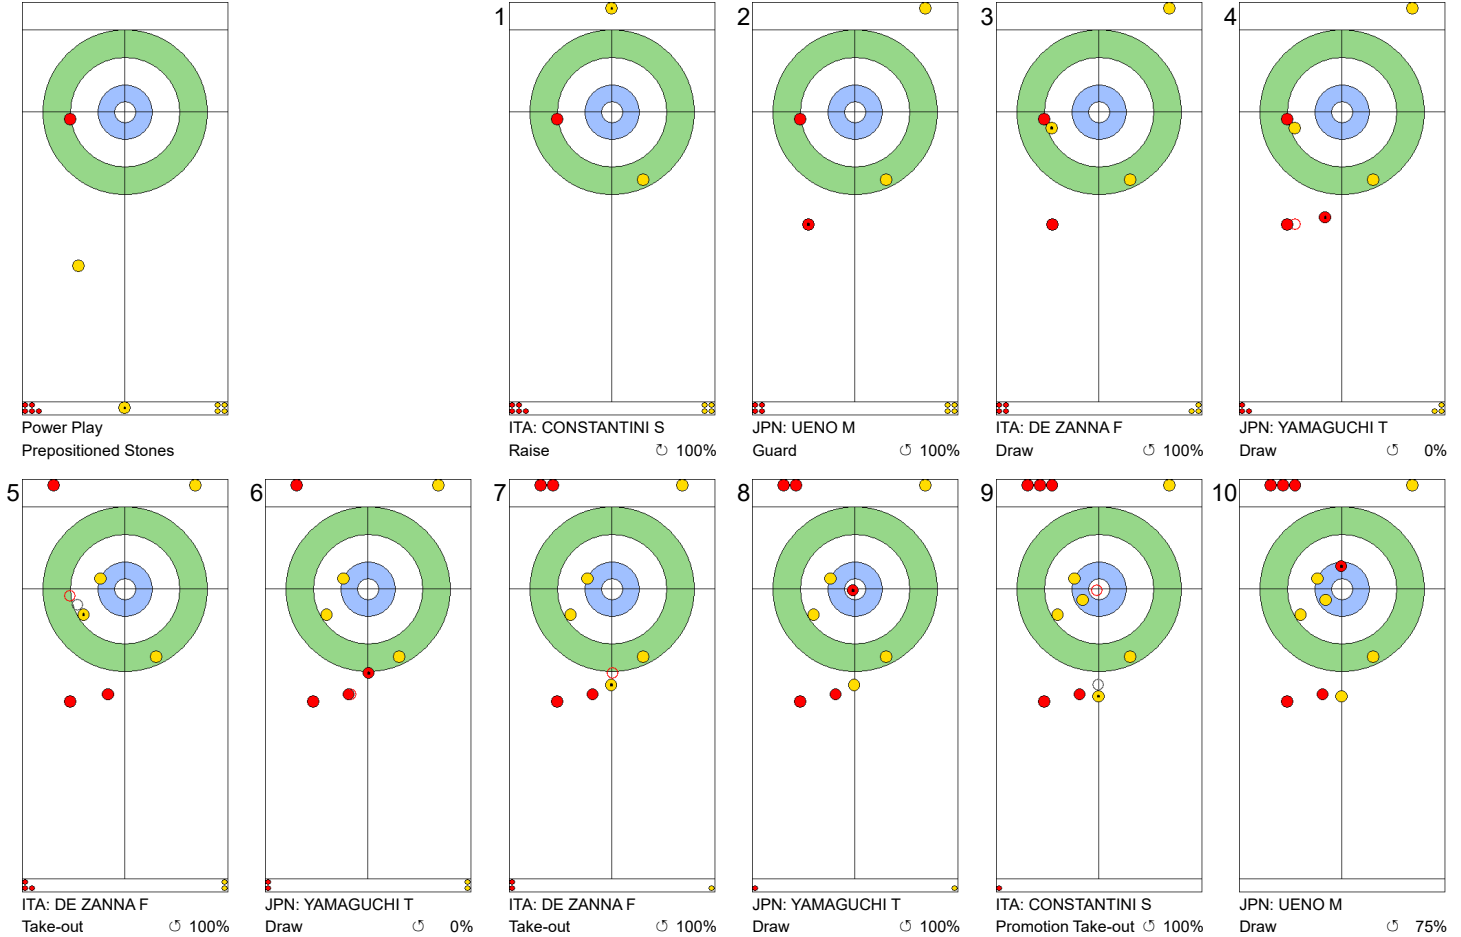 Power Play
Prepositioned Stones
1
ITA: CONSTANTINI S
Raise ↻ 100%
2
JPN: UENO M
Guard ↺ 100%
3
ITA: DE ZANNA F
Draw ↺ 100%
4
JPN: YAMAGUCHI T
Draw ↺ 0%
5
ITA: DE ZANNA F
Take-out ↺ 100%
6
JPN: YAMAGUCHI T
Draw ↺ 0%
7
ITA: DE ZANNA F
Take-out ↺ 100%
8
JPN: YAMAGUCHI T
Draw ↺ 100%
9
ITA: CONSTANTINI S
Promotion Take-out ↺ 100%
10
JPN: UENO M
Draw ↺ 75%